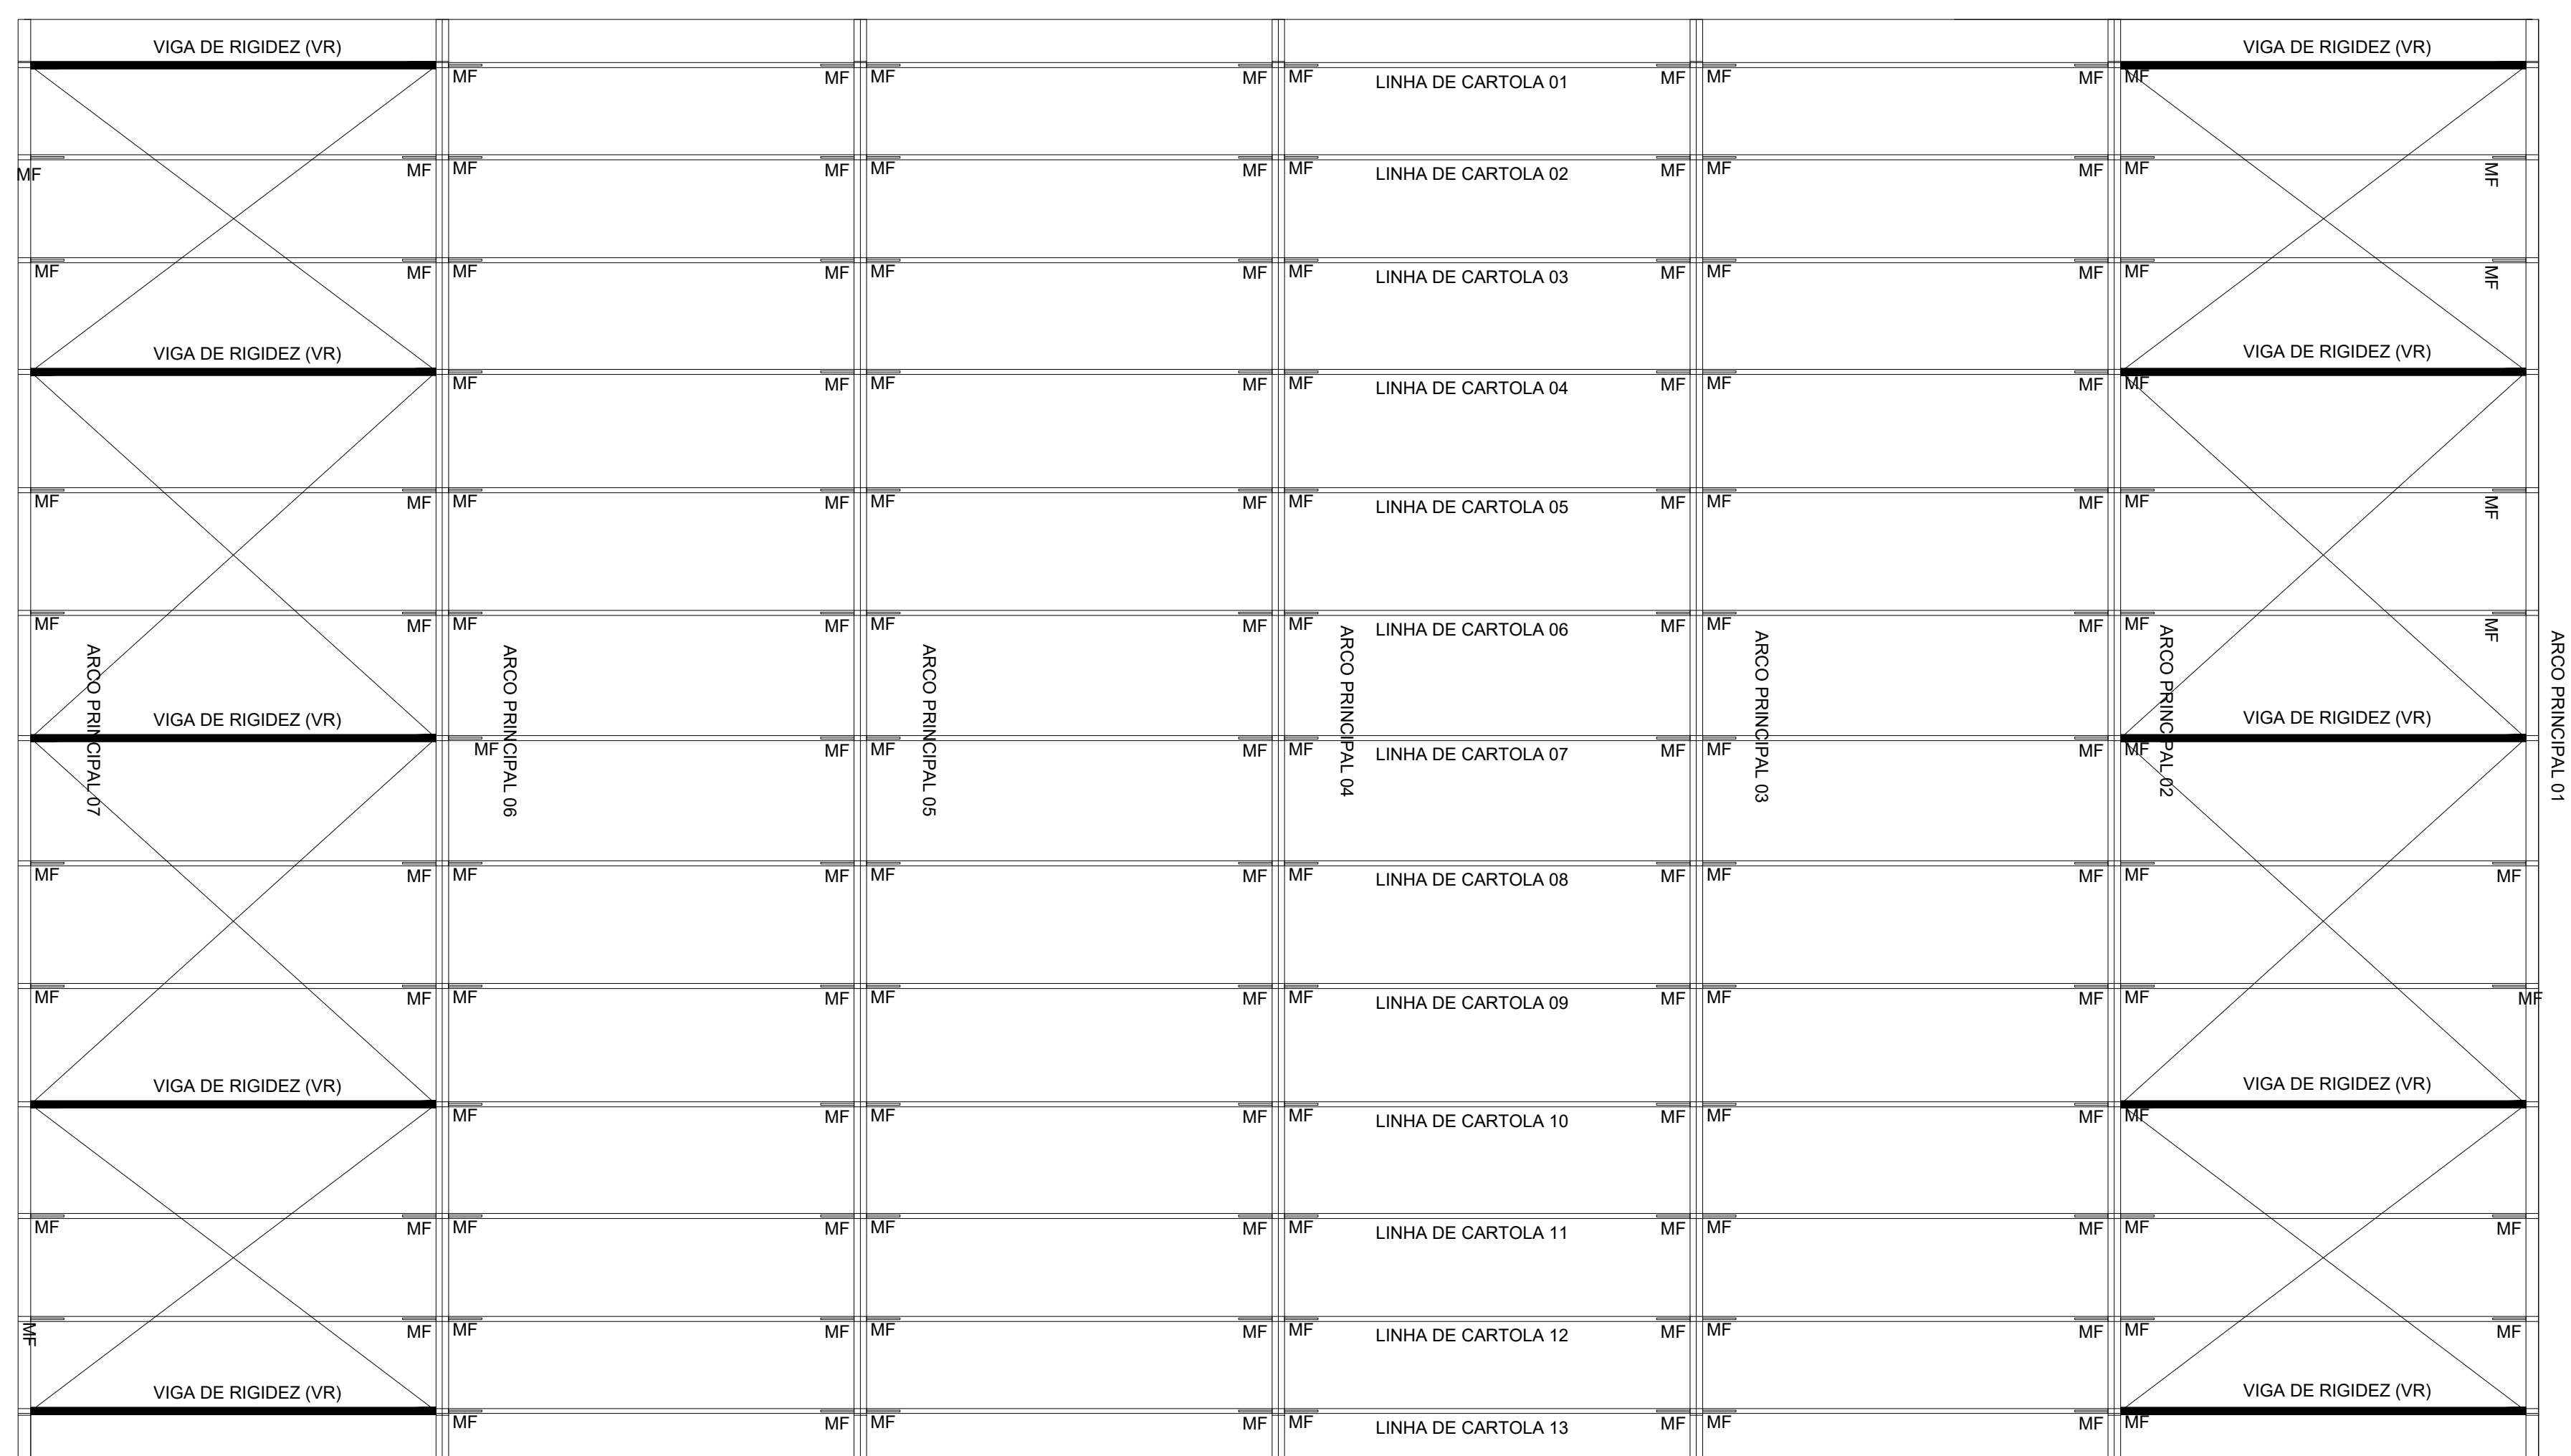 VIGA DE RIGIDEZ (VR) VIGA DE RIGIDEZ (VR)
MF MF MF MF MF LINHA DE CARTOLA 01 MF MF MF MF
MF MF MF MF MF MF MF LINHA DE CARTOLA 02 MF MF MF MF MF
MF MF MF MF MF MF MF LINHA DE CARTOLA 03 MF MF MF MF MF
VIGA DE RIGIDEZ (VR) VIGA DE RIGIDEZ (VR)
MF MF MF MF MF LINHA DE CARTOLA 04 MF MF MF MF
MF MF MF MF MF MF MF LINHA DE CARTOLA 05 MF MF MF MF MF
MF MF MF MF MF MF MF LINHA DE CARTOLA 06 MF MF MF MF MF
ARCO PRINCIPAL 07
ARCO PRINCIPAL 06
ARCO PRINCIPAL 05
ARCO PRINCIPAL 04
ARCO PRINCIPAL 03
ARCO PRINCIPAL 02
ARCO PRINCIPAL 01
VIGA DE RIGIDEZ (VR) VIGA DE RIGIDEZ (VR)
MF MF MF MF MF LINHA DE CARTOLA 07 MF MF MF MF
MF MF MF MF MF MF MF LINHA DE CARTOLA 08 MF MF MF MF MF
MF MF MF MF MF MF MF LINHA DE CARTOLA 09 MF MF MF MF MF
VIGA DE RIGIDEZ (VR) VIGA DE RIGIDEZ (VR)
MF MF MF MF MF LINHA DE CARTOLA 10 MF MF MF MF
MF MF MF MF MF MF MF LINHA DE CARTOLA 11 MF MF MF MF MF
MF MF MF MF MF MF MF LINHA DE CARTOLA 12 MF MF MF MF MF
VIGA DE RIGIDEZ (VR) VIGA DE RIGIDEZ (VR)
MF MF MF MF MF LINHA DE CARTOLA 13 MF MF MF MF